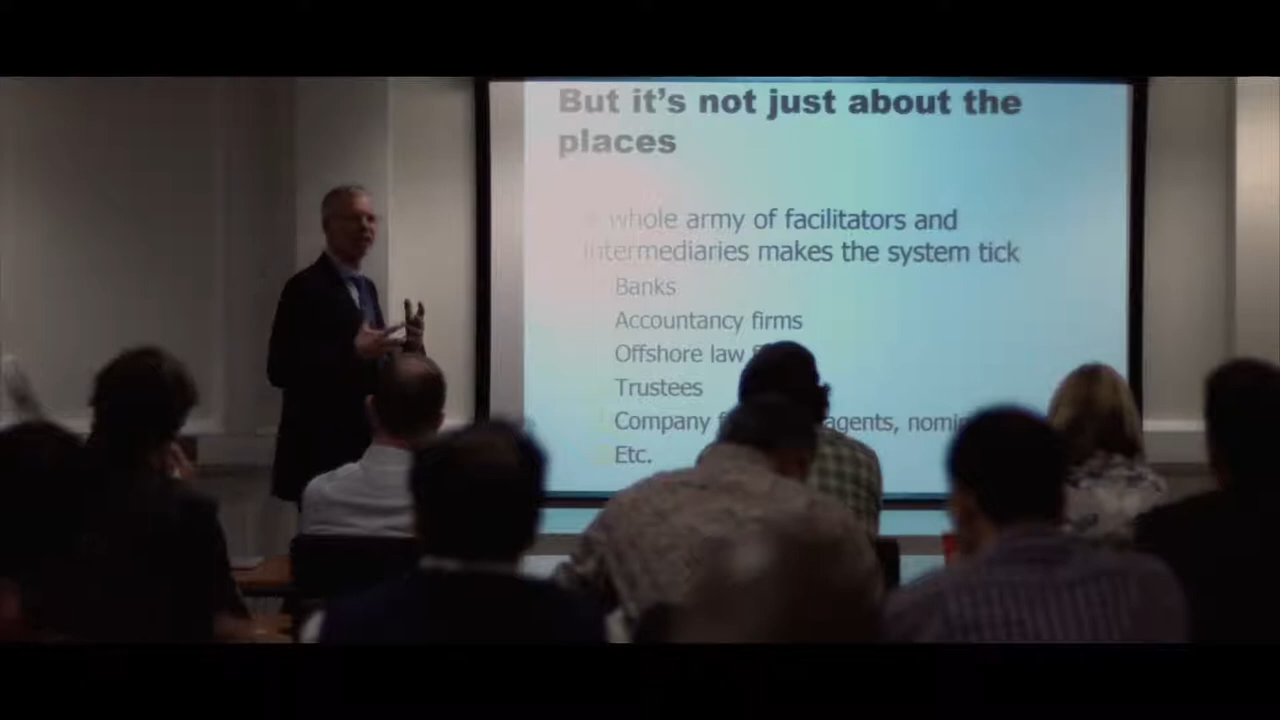 But it's not just about the
places
whole army of facilitators and
intermediaries makes the system tick
Banks
Accountancy firms
Offshore law
Trustees
Company agents,
Etc.